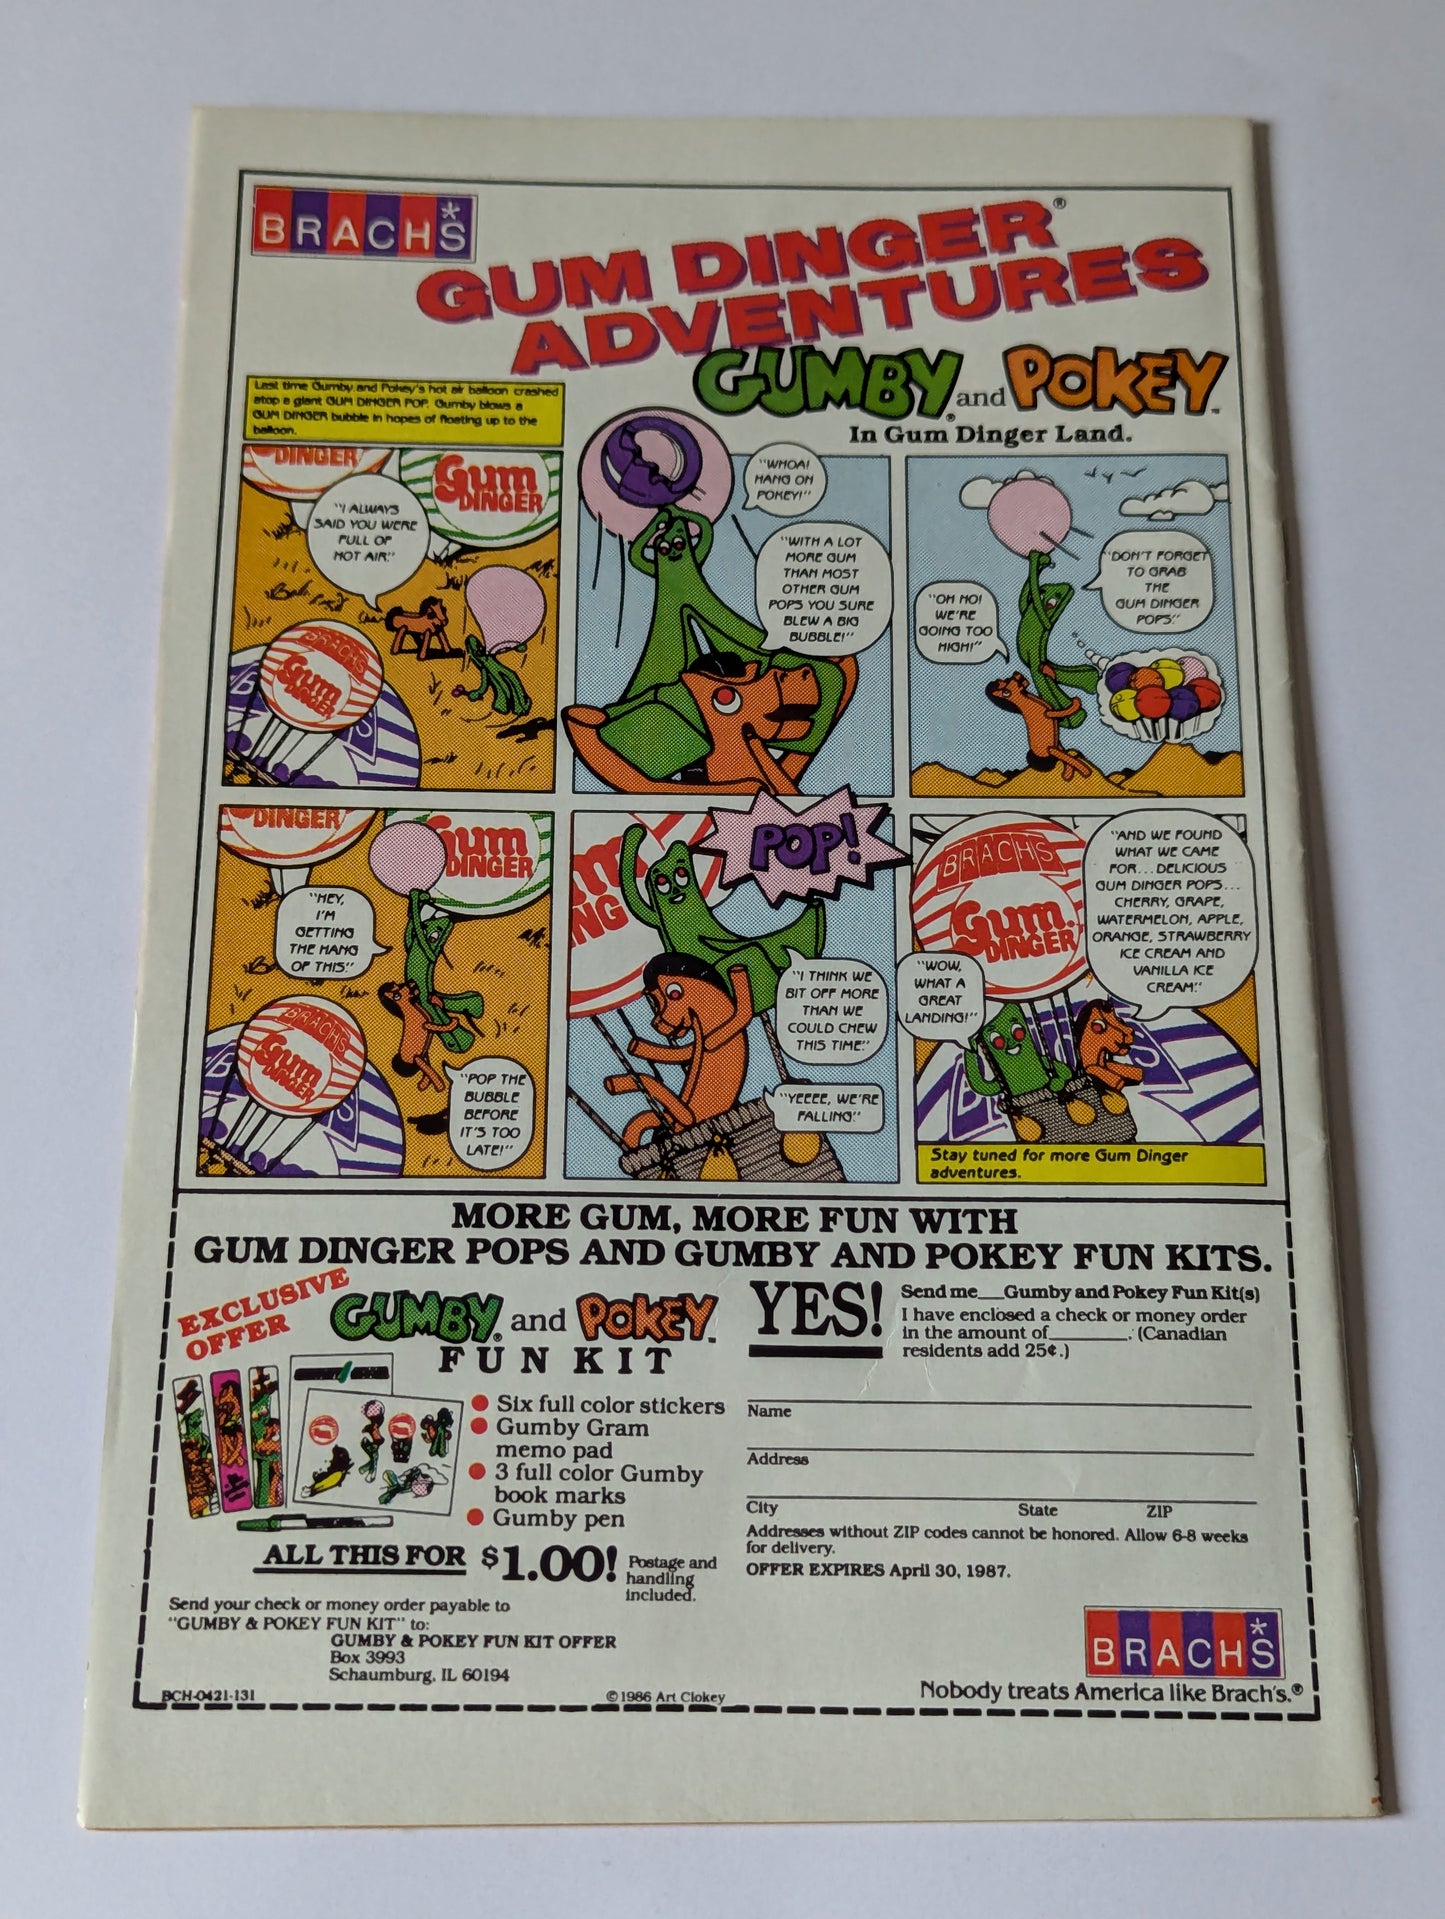 BRACH*S
GUM DINGER®
ADVENTURES
GUMBY® and POKEY™
In Gum Dinger Land.
Last time Gumby and Pokey's hot air balloon crashed
atop a giant GUM DINGER POP. Gumby blows a
GUM DINGER bubble in hopes of floating up to the
balloon.
DINGER
Gum
DINGER
"I ALWAYS
SAID YOU WERE
FULL OF
HOT AIR."
BRACHS
Gum
DINGER
B
S
"WHOA!
HANG ON
POKEY!"
"WITH A LOT
MORE GUM
THAN MOST
OTHER GUM
POPS YOU SURE
BLEW A BIG
BUBBLE!"
"OH NO!
WE'RE
GOING TOO
HIGH!"
"DON'T FORGET
TO GRAB
THE
GUM DINGER
POPS."
DINGER
Gum
DINGER
"HEY,
I'M
GETTING
THE HANG
OF THIS."
BRACHS
Gum
DINGER
B
S
"POP THE
BUBBLE
BEFORE
IT'S TOO
LATE!"
um
NG
POP!
"I THINK WE
BIT OFF MORE
THAN WE
COULD CHEW
THIS TIME."
"YEEEE, WE'RE
FALLING."
BRACHS
Gum.
DINGER
"AND WE FOUND
WHAT WE CAME
FOR...DELICIOUS
GUM DINGER POPS...
CHERRY, GRAPE,
WATERMELON, APPLE,
ORANGE, STRAWBERRY
ICE CREAM AND
VANILLA ICE
CREAM."
"WOW,
WHAT A
GREAT
LANDING!"
B
S
Stay tuned for more Gum Dinger
adventures.
MORE GUM, MORE FUN WITH
GUM DINGER POPS AND GUMBY AND POKEY FUN KITS.
EXCLUSIVE
OFFER
GUMBY® and POKEY™
FUN KIT
● Six full color stickers
● Gumby Gram
memo pad
● 3 full color Gumby
book marks
● Gumby pen
ALL THIS FOR $1.00! Postage and
handling
included.
Send your check or money order payable to
"GUMBY & POKEY FUN KIT" to:
GUMBY & POKEY FUN KIT OFFER
Box 3993
Schaumburg, IL 60194
BCH-0421-131
©1986 Art Clokey
YES!
Send me___Gumby and Pokey Fun Kit(s)
I have enclosed a check or money order
in the amount of________. (Canadian
residents add 25¢.)
Name
Address
City State ZIP
Addresses without ZIP codes cannot be honored. Allow 6-8 weeks
for delivery.
OFFER EXPIRES April 30, 1987.
BRACH*S
Nobody treats America like Brach's.®